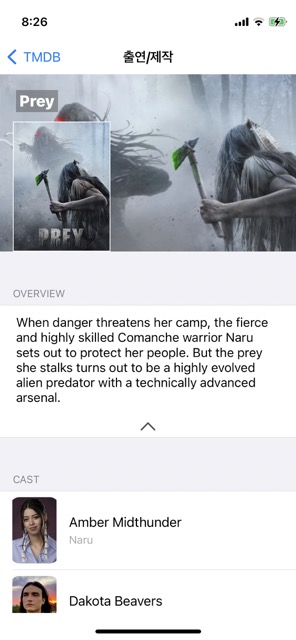 8:26
TMDB
출연/제작
Prey
PREY
OVERVIEW
When danger threatens her camp, the fierce
and highly skilled Comanche warrior Naru
sets out to protect her people. But the prey
she stalks turns out to be a highly evolved
alien predator with a technically advanced
arsenal.
CAST
Amber Midthunder
Naru
Dakota Beavers